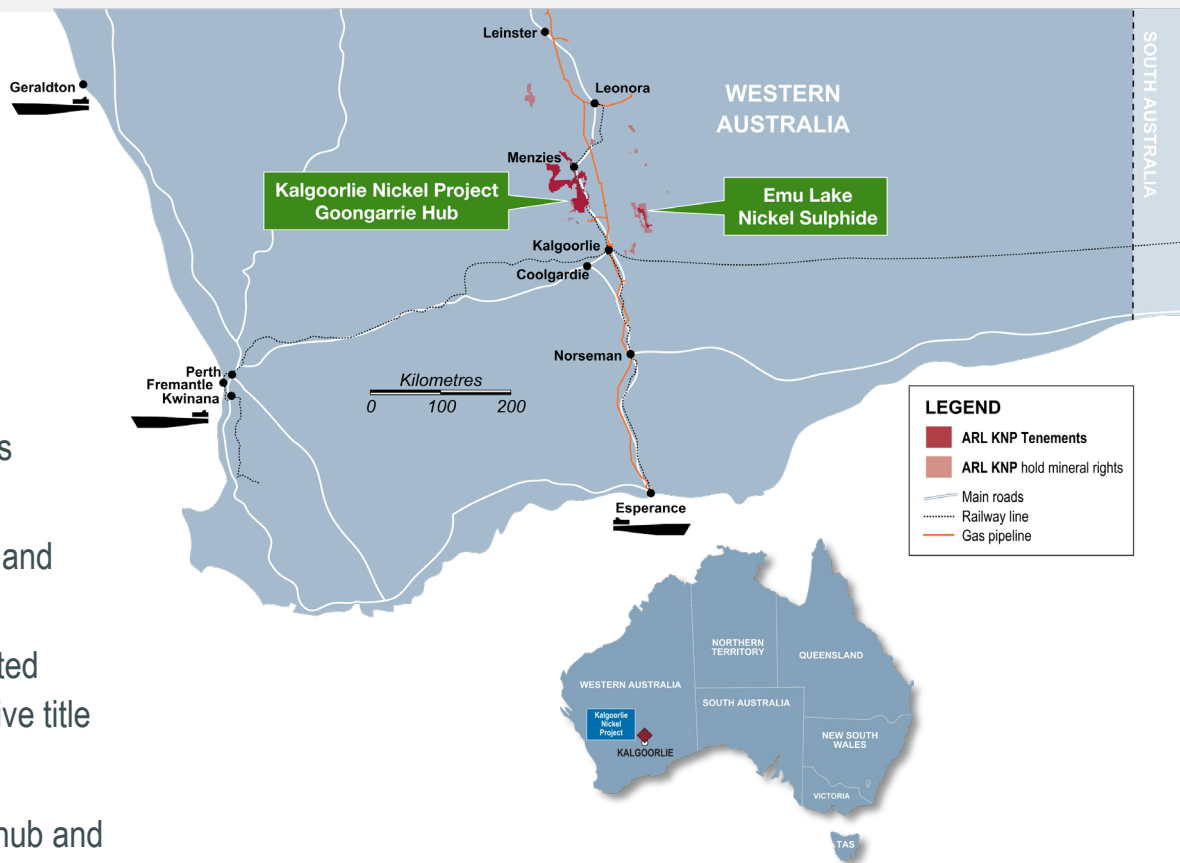 Leinster
Geraldton
Leonora
WESTERN
AUSTRALIA
SOUTH AUSTRALIA
Menzies
Kalgoorlie Nickel Project
Goongarrie Hub
Emu Lake
Nickel Sulphide
Kalgoorlie
Coolgardie
Norseman
Perth
Fremantle
Kwinana
Kilometres
0 100 200
Esperance
LEGEND
ARL KNP Tenements
ARL KNP hold mineral rights
Main roads
Railway line
Gas pipeline
s
and
ted
ive title
hub and
NORTHERN
TERRITORY
QUEENSLAND
WESTERN AUSTRALIA
SOUTH AUSTRALIA
Kalgoorlie
Nickel
Project
KALGOORLIE
NEW SOUTH
WALES
VICTORIA
TAS